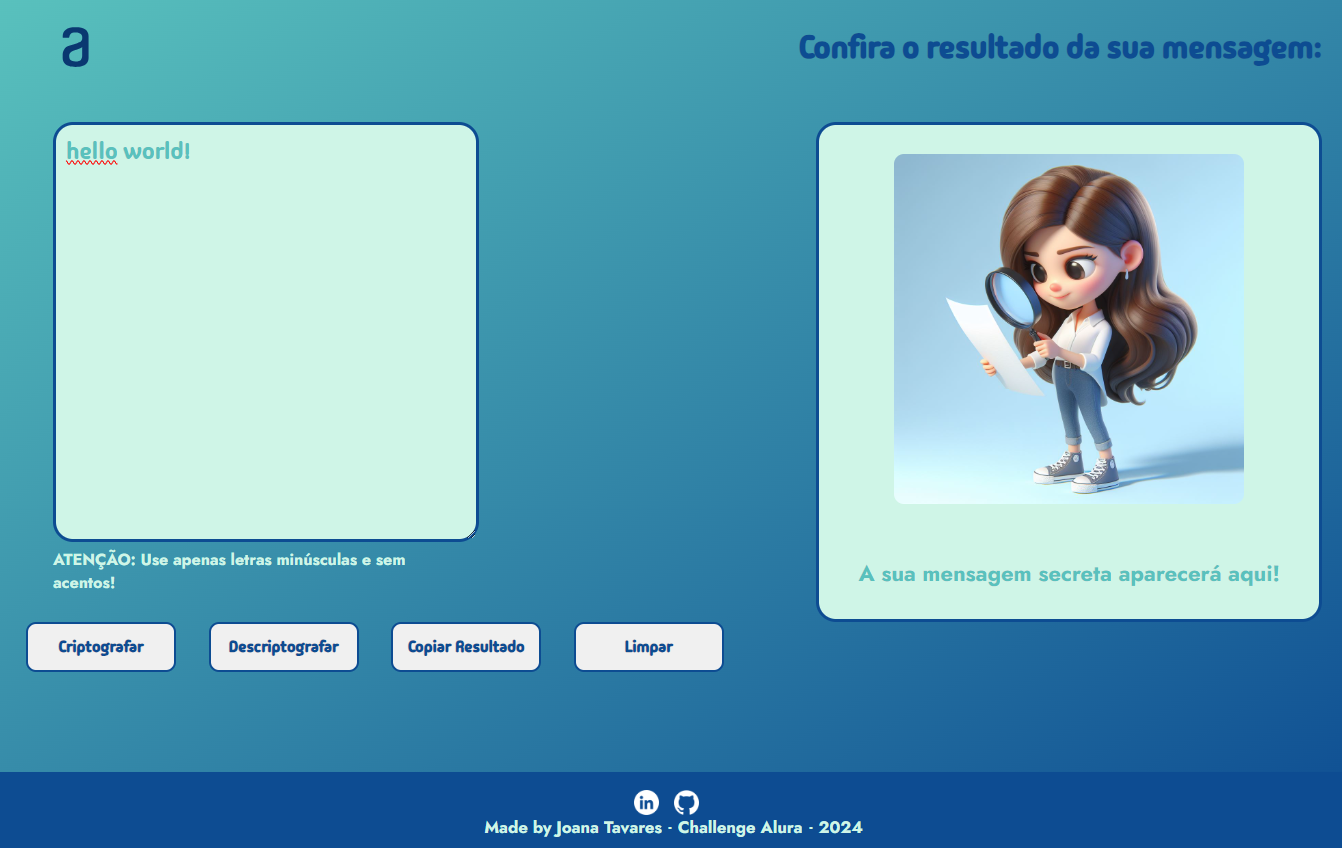 a
Confira o resultado da sua mensagem:
hello world!
A sua mensagem secreta aparecerá aqui!
ATENÇÃO: Use apenas letras minúsculas e sem
acentos!
Criptografar
Descriptografar
Copiar Resultado
Limpar
in
Made by Joana Tavares - Challenge Alura - 2024